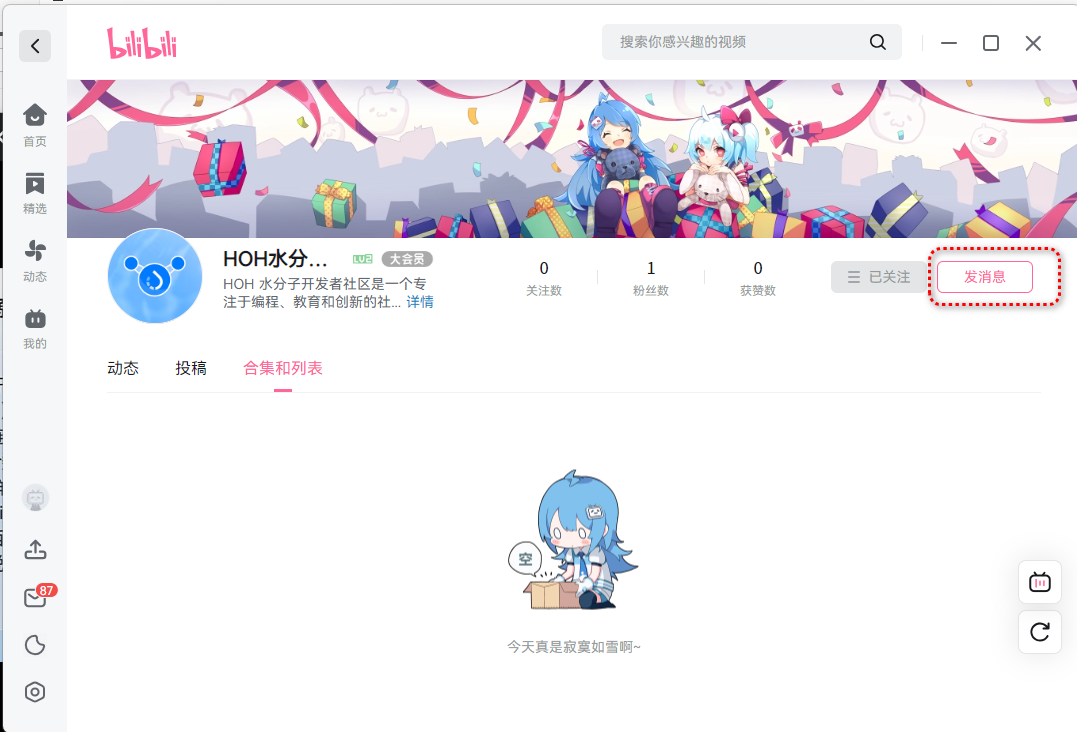 bilibili
搜索你感兴趣的视频
首页
精选
动态
我的
87
HOH水分子...
LV2
大会员
HOH 水分子开发者社区是一个专
注于编程、教育和创新的社... 详情
0
关注数
1
粉丝数
0
获赞数
已关注
发消息
动态
投稿
合集和列表
空
今天真是寂寞如雪啊~